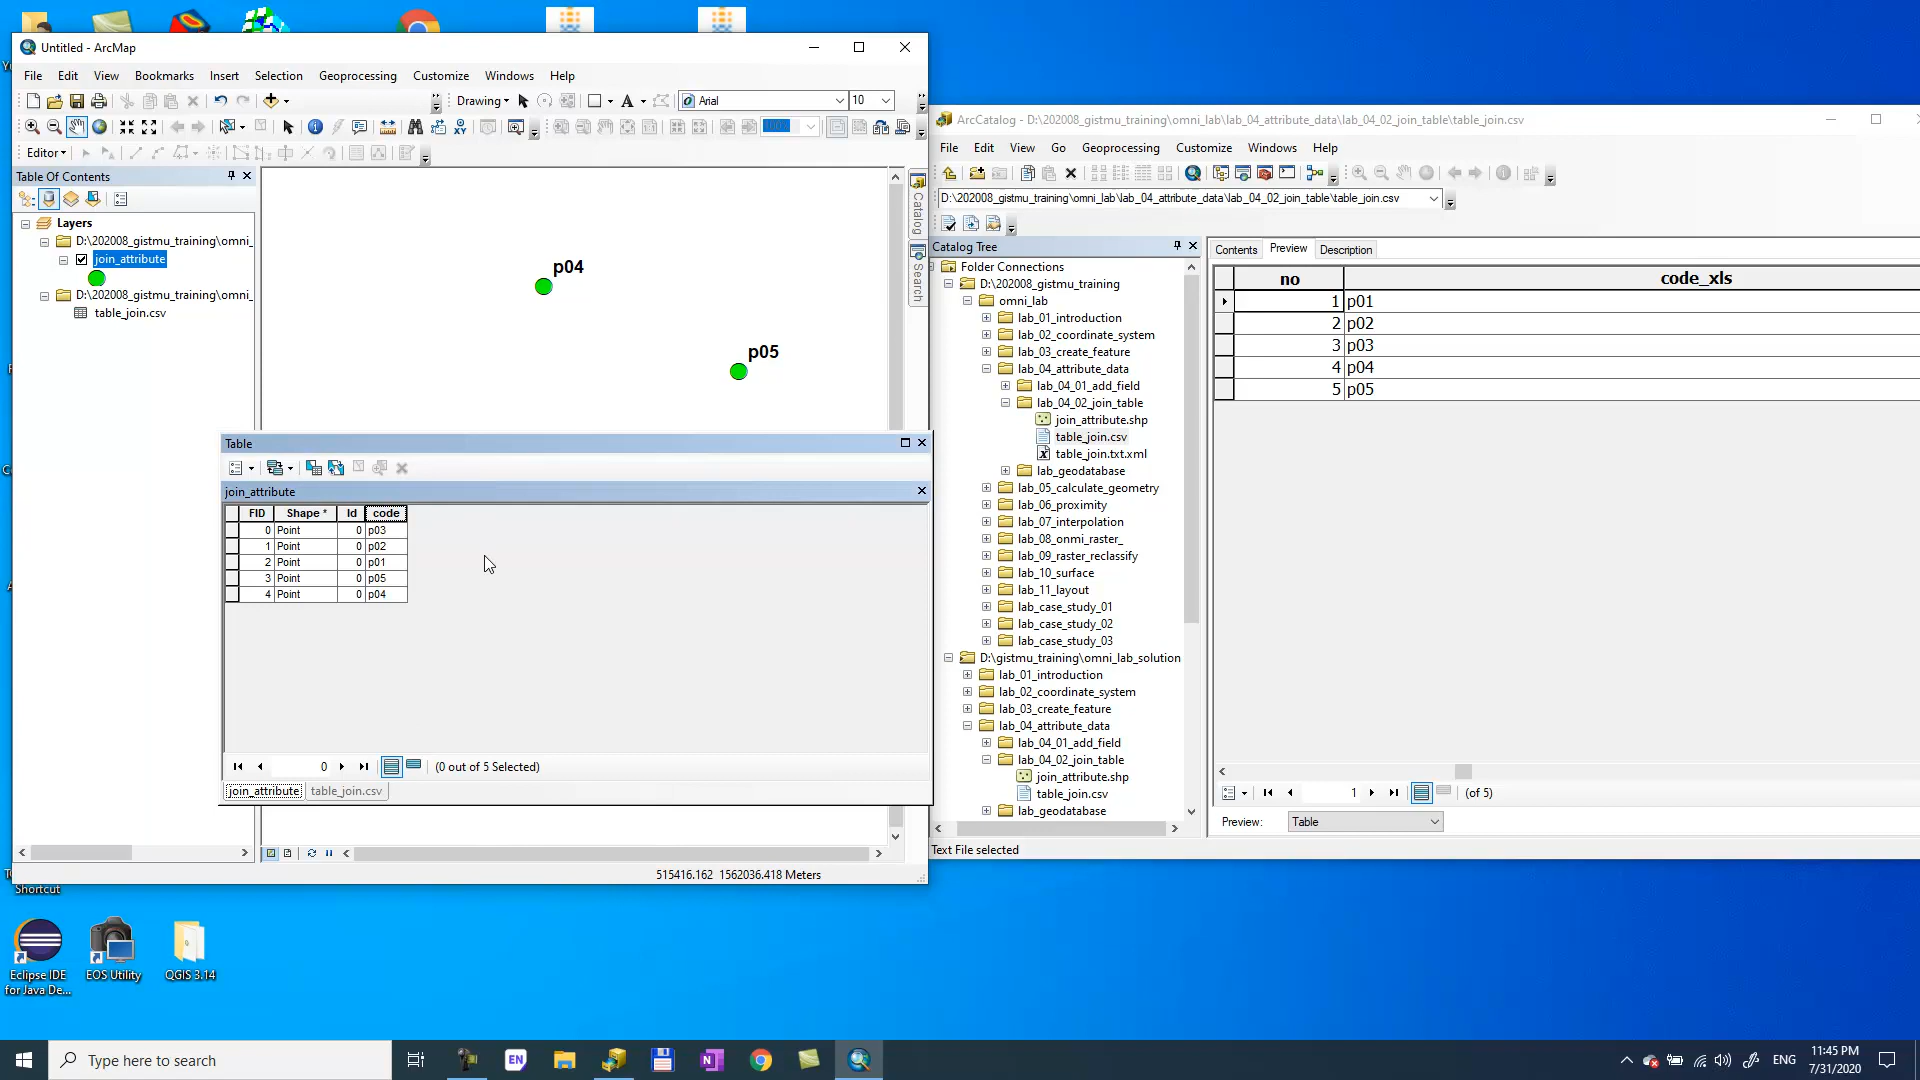 Untitled - ArcMap
File Edit View Bookmarks Insert Selection Geoprocessing Customize Windows Help
Drawing Arial 10
Editor
Table Of Contents
Layers
D:\202008_gistmu_training\omni_
join_attribute
D:\202008_gistmu_training\omni_
table_join.csv
p04
p05
Catalog
Search
Table
join_attribute
FID Shape * Id code
0 Point 0 p03
1 Point 0 p02
2 Point 0 p01
3 Point 0 p05
4 Point 0 p04
0 (0 out of 5 Selected)
join_attribute table_join.csv
515416.162 1562036.418 Meters
ArcCatalog - D:\202008_gistmu_training\omni_lab\lab_04_attribute_data\lab_04_02_join_table\table_join.csv
File Edit View Go Geoprocessing Customize Windows Help
D:\202008_gistmu_training\omni_lab\lab_04_attribute_data\lab_04_02_join_table\table_join.csv
Catalog Tree
Folder Connections
D:\202008_gistmu_training
omni_lab
lab_01_introduction
lab_02_coordinate_system
lab_03_create_feature
lab_04_attribute_data
lab_04_01_add_field
lab_04_02_join_table
join_attribute.shp
table_join.csv
table_join.txt.xml
lab_geodatabase
lab_05_calculate_geometry
lab_06_proximity
lab_07_interpolation
lab_08_onmi_raster_
lab_09_raster_reclassify
lab_10_surface
lab_11_layout
lab_case_study_01
lab_case_study_02
lab_case_study_03
D:\gistmu_training\omni_lab_solution
lab_01_introduction
lab_02_coordinate_system
lab_03_create_feature
lab_04_attribute_data
lab_04_01_add_field
lab_04_02_join_table
join_attribute.shp
table_join.csv
lab_geodatabase
Contents Preview Description
no code_xls
1 p01
2 p02
3 p03
4 p04
5 p05
1 (of 5)
Preview: Table
Text File selected
Shortcut
Eclipse IDE
for Java De...
EOS Utility
QGIS 3.14
Type here to search
EN
ENG
11:45 PM
7/31/2020